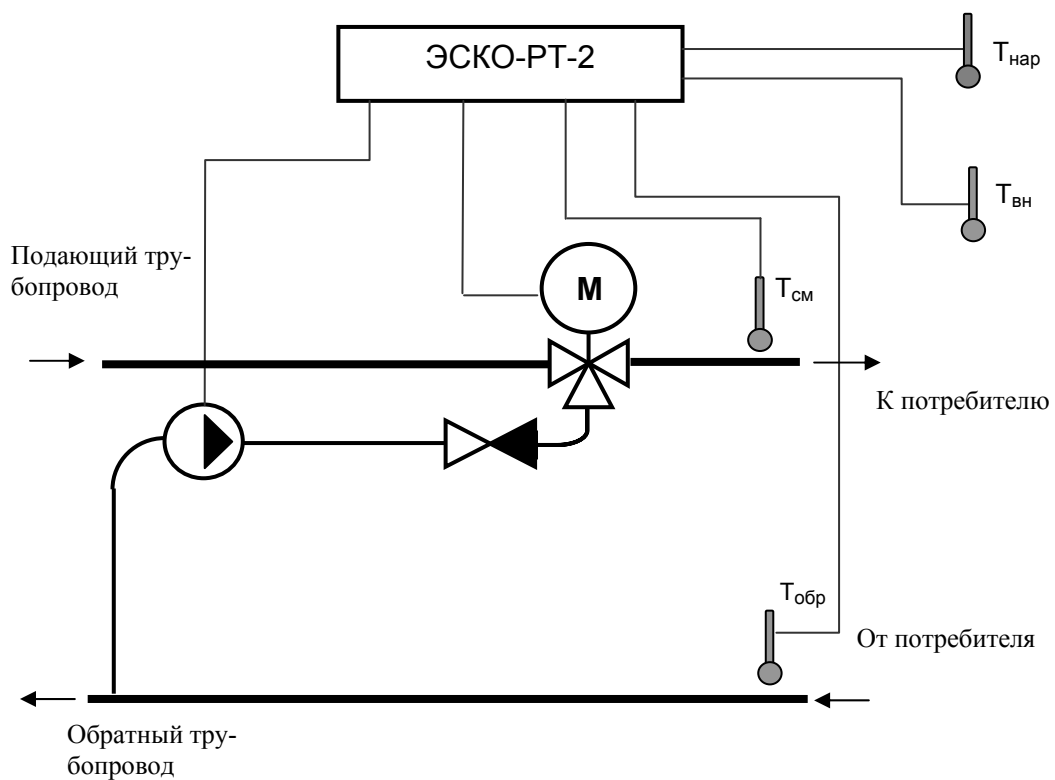 ЭСКО-РТ-2
Тнар
Твн
Подающий тру-
бопровод
М
Тсм
К потребителю
Тобр
От потребителя
Обратный тру-
бопровод